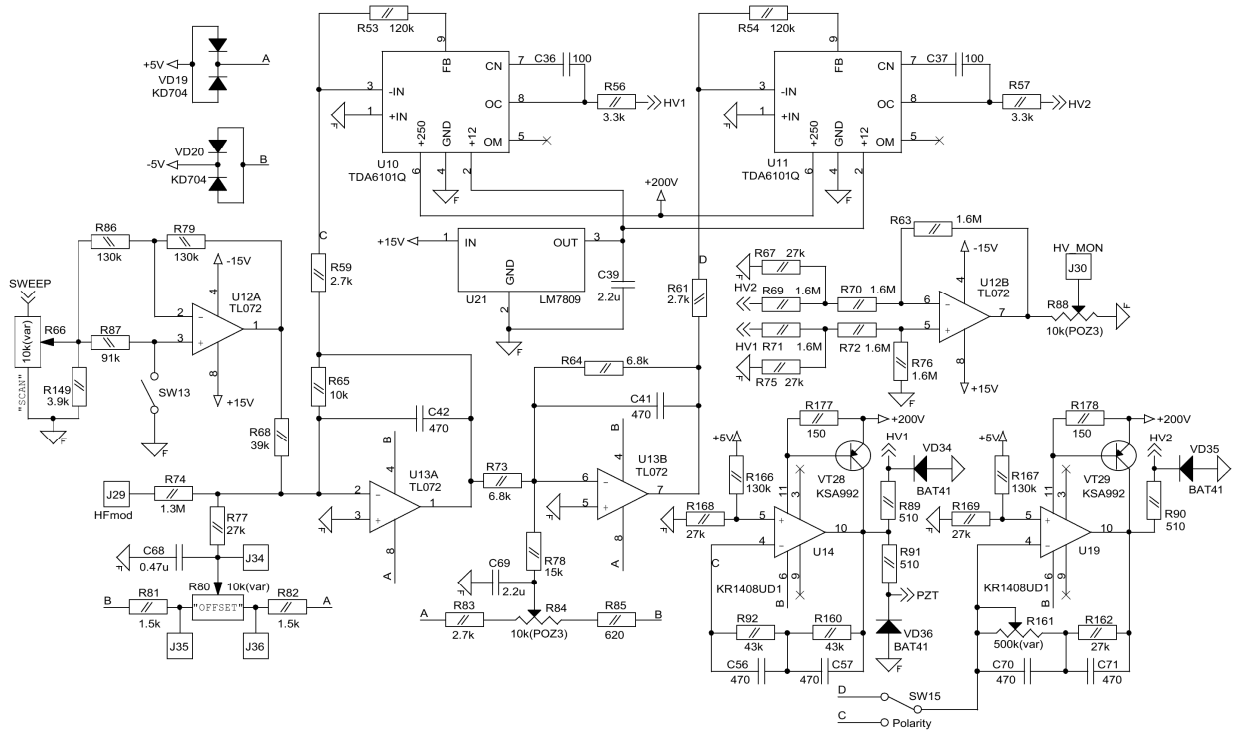 R53 120k
R54 120k
+5V
VD19
KD704
A
-5V
VD20
KD704
B
9
FB
CN
7
C36
100
3
-IN
1
+IN
OC
8
R56
3.3k
HV1
+250
GND
+12
OM
5
F
U10
TDA6101Q
6
4
2
F
9
FB
CN
7
C37
100
3
-IN
1
+IN
OC
8
R57
3.3k
HV2
+250
GND
+12
OM
5
F
U11
TDA6101Q
6
4
2
F
+200V
+15V
1
IN
OUT
3
GND
U21
LM7809
2
F
C39
2.2u
C
R59
2.7k
D
R61
2.7k
R86
130k
R79
130k
-15V
4
U12A
TL072
2
3
1
8
+15V
SWEEP
10k(var)
R66
"SCAN"
R87
91k
R149
3.9k
F
SW13
F
R68
39k
R63
1.6M
R67 27k
F
HV2
R69 1.6M
R70 1.6M
HV1
R71 1.6M
R72 1.6M
F
R75 27k
R76
1.6M
F
-15V
4
U12B
TL072
6
5
7
8
+15V
HV_MON
J30
R88
10k(POZ3)
F
R65
10k
C42
470
R64
6.8k
C41
470
J29
HFmod
R74
1.3M
R77
27k
F
C68
0.47u
J34
R80 10k(var)
B
R81
1.5k
"OFFSET"
R82
1.5k
A
J35
J36
B
4
U13A
TL072
2
3
1
8
A
F
R73
6.8k
B
4
U13B
TL072
6
5
7
8
A
F
R78
15k
F
C69
2.2u
A
R83
2.7k
R84
10k(POZ3)
R85
620
B
R177
150
+200V
VT28
KSA992
HV1
VD34
BAT41
+5V
R166
130k
F
R168
27k
11
3
5
4
10
U14
6
9
KR1408UD1
B
C
R89
510
R91
510
PZT
VD36
BAT41
F
R92
43k
R160
43k
C56
470
C57
470
R178
150
+200V
VT29
KSA992
HV2
VD35
BAT41
+5V
R167
130k
F
R169
27k
11
3
5
4
10
U19
6
9
KR1408UD1
B
R90
510
R161
500k(var)
R162
27k
C70
470
C71
470
D
SW15
C
Polarity